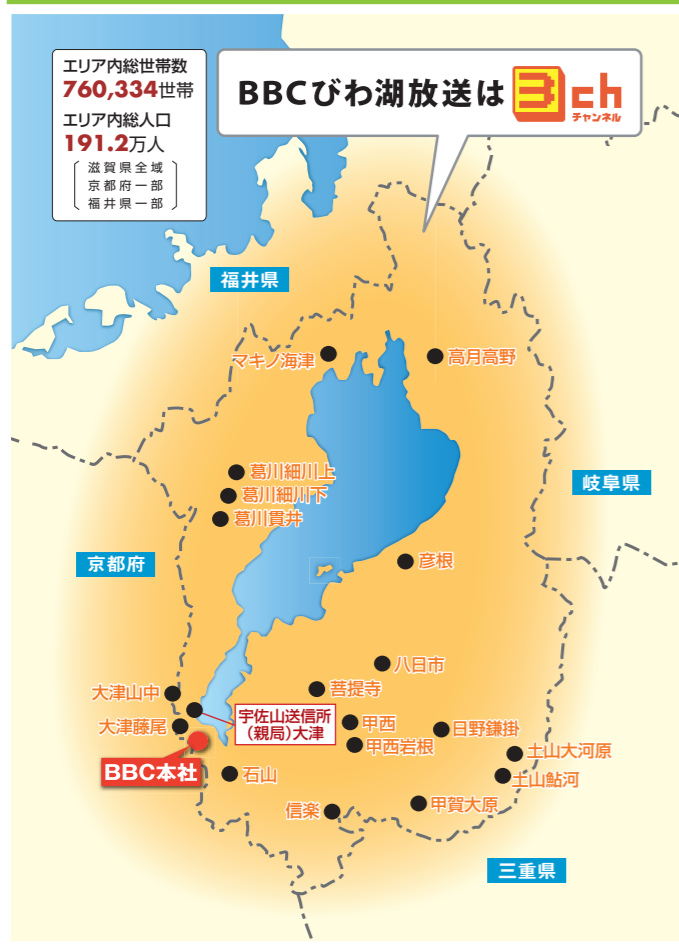 エリア内総世帯数
760,334世帯
エリア内総人口
191.2万人
滋賀県全域
京都府一部
福井県一部
BBCびわ湖放送は 3ch
チャンネル
福井県
マキノ海津
高月高野
葛川細川上
葛川細川下
葛川貫井
岐阜県
京都府
彦根
八日市
大津山中
菩提寺
宇佐山送信所
(親局)大津
大津藤尾
甲西
日野鎌掛
甲西岩根
土山大河原
BBC本社
石山
土山鮎河
信楽
甲賀大原
三重県